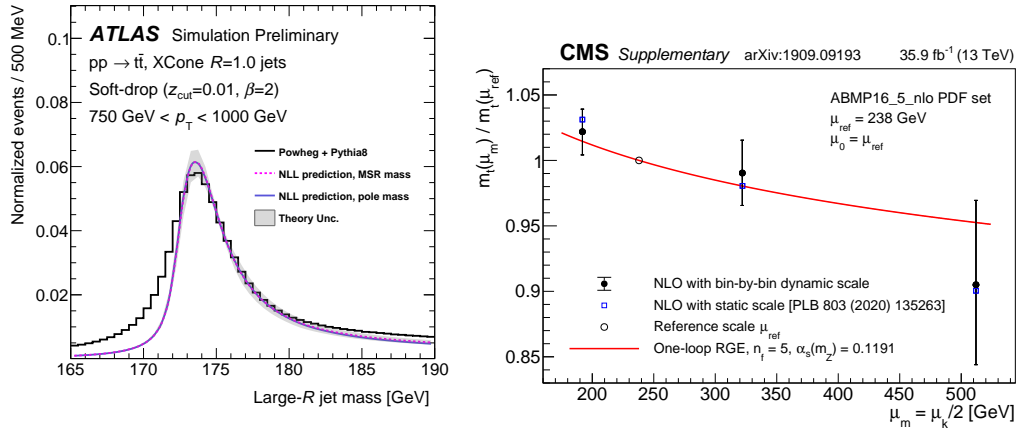 ATLAS Simulation Preliminary
pp → tt̄, XCone R=1.0 jets
Soft-drop (z_cut=0.01, β=2)
750 GeV < p_T < 1000 GeV
Powheg + Pythia8
NLL prediction, MSR mass
NLL prediction, pole mass
Theory Unc.
Normalized events / 500 MeV
0.1
0.08
0.06
0.04
0.02
165 170 175 180 185 190
Large-R jet mass [GeV]
CMS Supplementary arXiv:1909.09193 35.9 fb⁻¹ (13 TeV)
ABMP16_5_nlo PDF set
μ_ref = 238 GeV
μ_0 = μ_ref
m_t(μ_m) / m_t(μ_ref)
1.05
1
0.95
0.9
0.85
NLO with bin-by-bin dynamic scale
NLO with static scale [PLB 803 (2020) 135263]
Reference scale μ_ref
One-loop RGE, n_f = 5, α_s(m_Z) = 0.1191
200 250 300 350 400 450 500
μ_m = μ_k/2 [GeV]